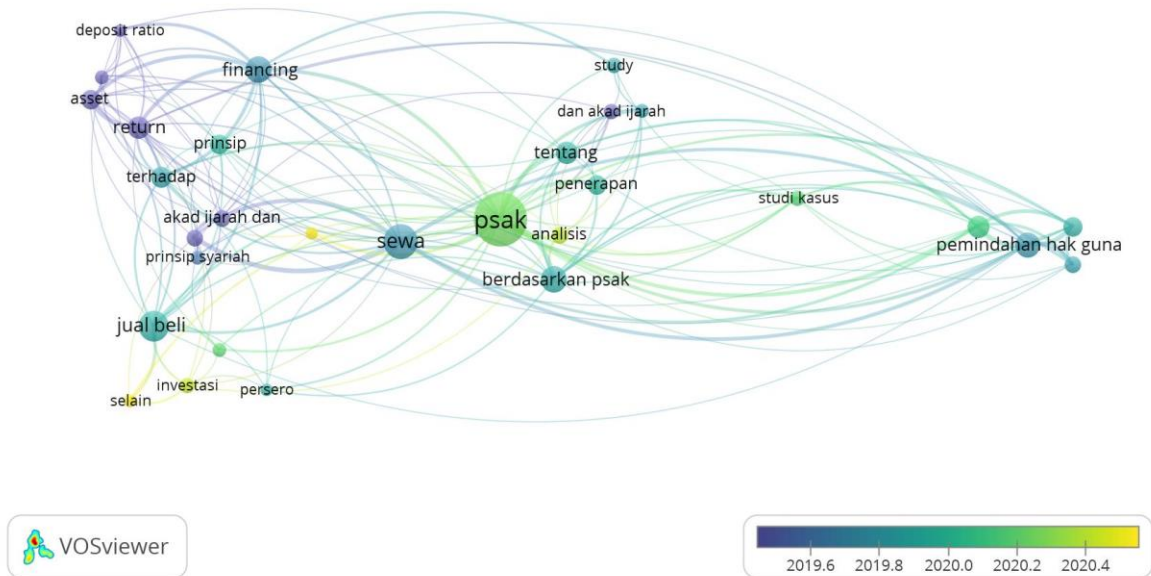 deposit ratio
financing
study
asset
dan akad ijarah
return
prinsip
tentang
terhadap
penerapan
studi kasus
akad ijarah dan
psak
analisis
sewa
pemindahan hak guna
prinsip syariah
berdasarkan psak
jual beli
investasi
persero
selain
VOSviewer
2019.6 2019.8 2020.0 2020.2 2020.4